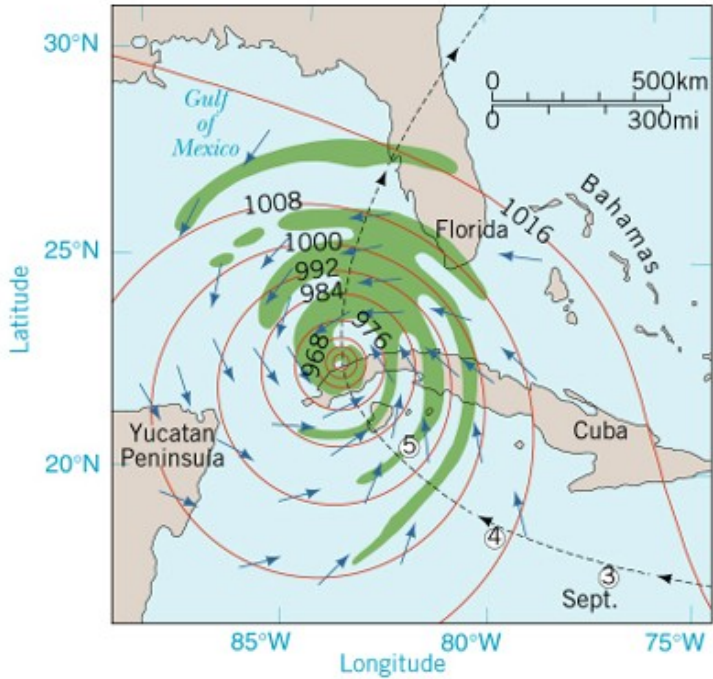 30°N
Gulf
of
Mexico
0 500km
0 300mi
Bahamas
1008
1016
Florida
25°N
1000
992
984
976
968
Latitude
Yucatan
Peninsula
Cuba
20°N
5
4
3
Sept.
85°W
80°W
75°W
Longitude